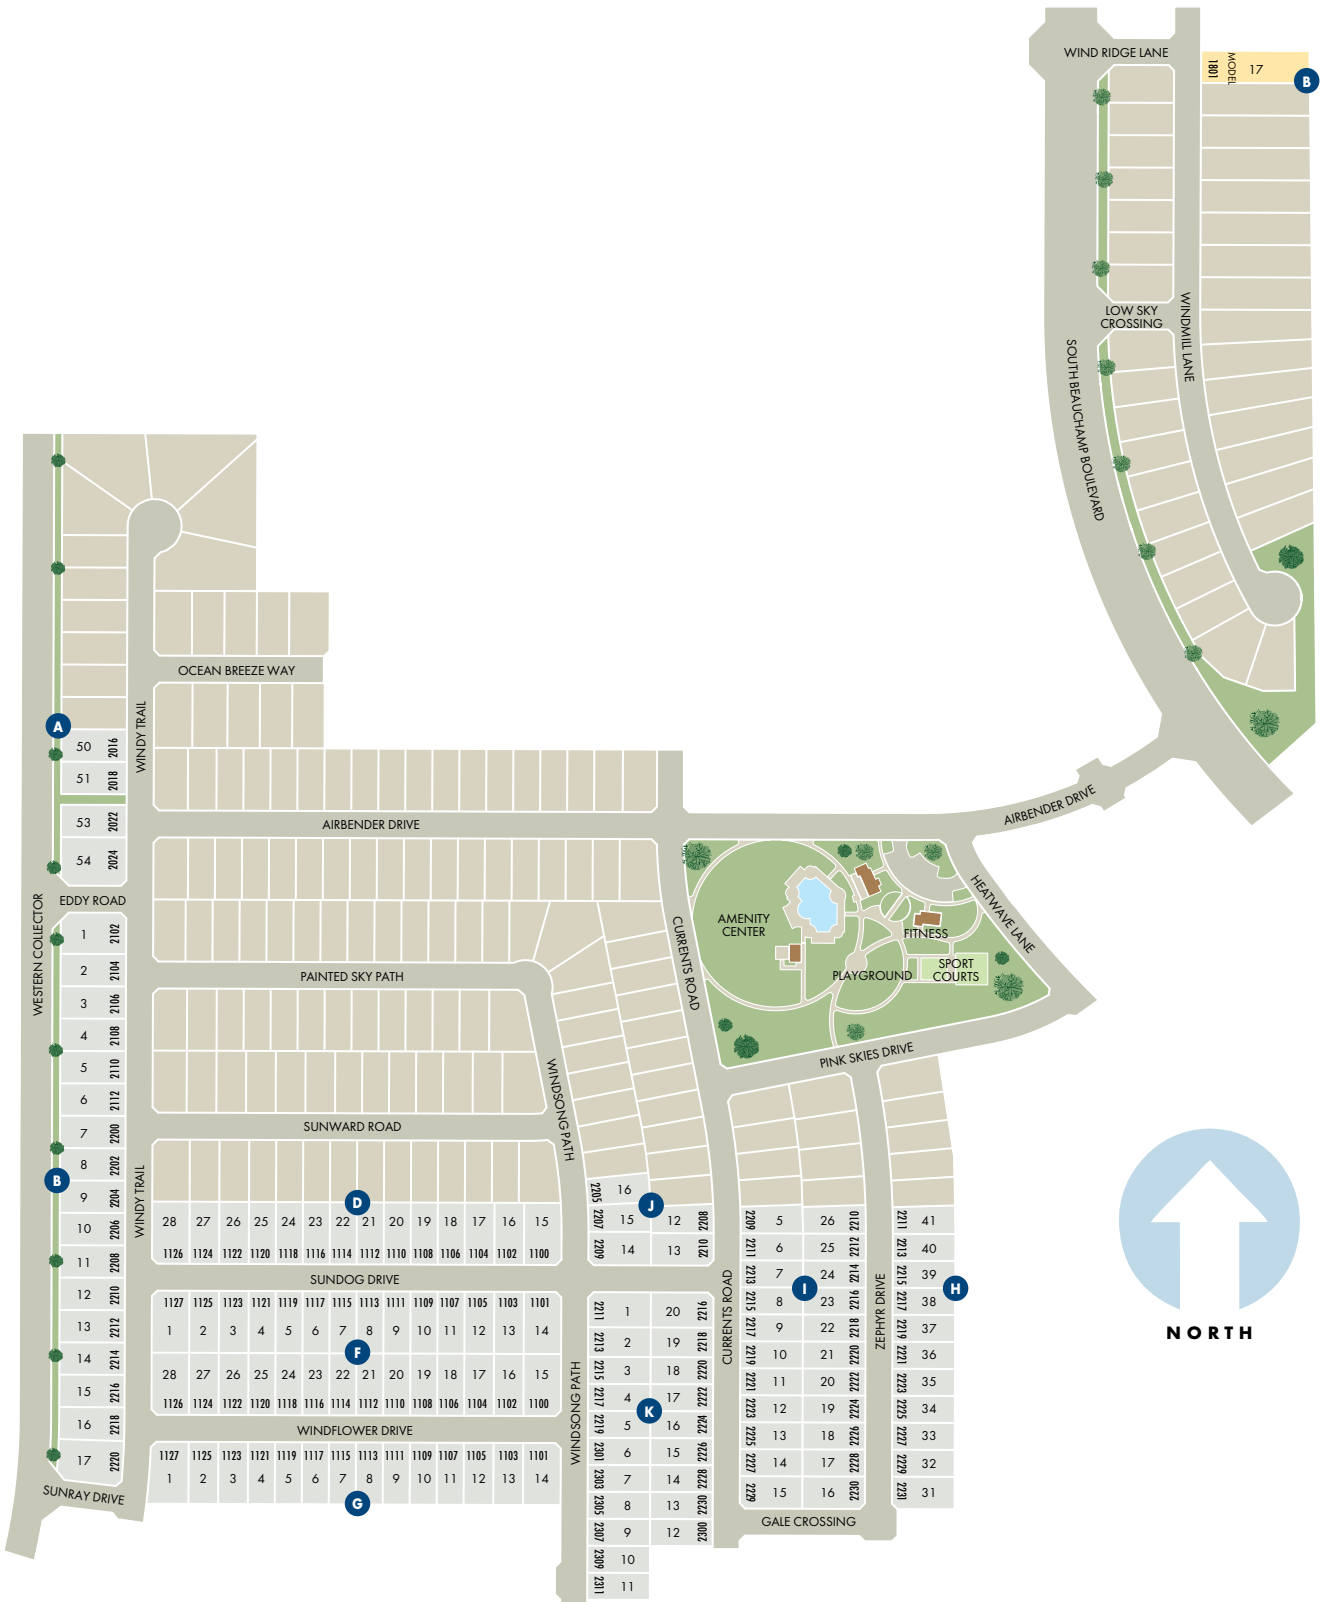 WIND RIDGE LANE
1801
MODEL
17
B
LOW SKY
CROSSING
WINDMILL LANE
SOUTH BEAUCHAMP BOULEVARD
OCEAN BREEZE WAY
WINDY TRAIL
A
50 2016
51 2018
53 2022
54 2024
AIRBENDER DRIVE
AIRBENDER DRIVE
EDDY ROAD
WESTERN COLLECTOR
HEATWAVE LANE
AMENITY
CENTER
FITNESS
PLAYGROUND
SPORT
COURTS
CURRENTS ROAD
PAINTED SKY PATH
PINK SKIES DRIVE
WINDSONG PATH
SUNWARD ROAD
1 2102
2 2104
3 2106
4 2108
5 2110
6 2112
7 2200
8 2202
B
9 2204
10 2206
11 2208
12 2210
13 2212
14 2214
15 2216
16 2218
17 2220
WINDY TRAIL
SUNRAY DRIVE
D
28 27 26 25 24 23 22 21 20 19 18 17 16 15
1126 1124 1122 1120 1118 1116 1114 1112 1110 1108 1106 1104 1102 1100
SUNDOG DRIVE
1127 1125 1123 1121 1119 1117 1115 1113 1111 1109 1107 1105 1103 1101
1 2 3 4 5 6 7 8 9 10 11 12 13 14
F
28 27 26 25 24 23 22 21 20 19 18 17 16 15
1126 1124 1122 1120 1118 1116 1114 1112 1110 1108 1106 1104 1102 1100
WINDFLOWER DRIVE
1127 1125 1123 1121 1119 1117 1115 1113 1111 1109 1107 1105 1103 1101
1 2 3 4 5 6 7 8 9 10 11 12 13 14
G
WINDSONG PATH
2205 16
J
2207 15 12 2208
2209 14 13 2210
2211 1 20 2216
2213 2 19 2218
2215 3 18 2220
2217 4 17 2222
K
2219 5 16 2224
2301 6 15 2226
2303 7 14 2228
2305 8 13 2230
2307 9 12 2300
2309 10
2311 11
CURRENTS ROAD
2209 5 26 2210
2211 6 25 2212
2213 7 24 2214
I
2215 8 23 2216
2217 9 22 2218
2219 10 21 2220
2221 11 20 2222
2223 12 19 2224
2225 13 18 2226
2227 14 17 2228
2229 15 16 2230
GALE CROSSING
ZEPHYR DRIVE
2211 41
2213 40
2215 39
H
2217 38
2219 37
2221 36
2223 35
2225 34
2227 33
2229 32
2231 31
NORTH